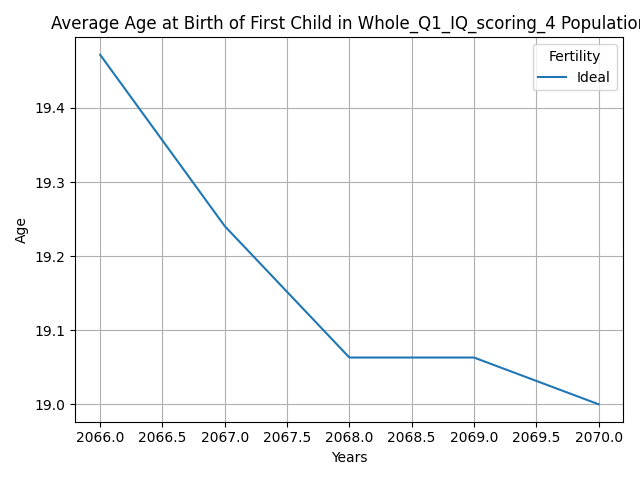 Average Age at Birth of First Child in Whole_Q1_IQ_scoring_4 Population
Fertility
Ideal
19.4
19.3
19.2
19.1
19.0
Age
2066.0 2066.5 2067.0 2067.5 2068.0 2068.5 2069.0 2069.5 2070.0
Years